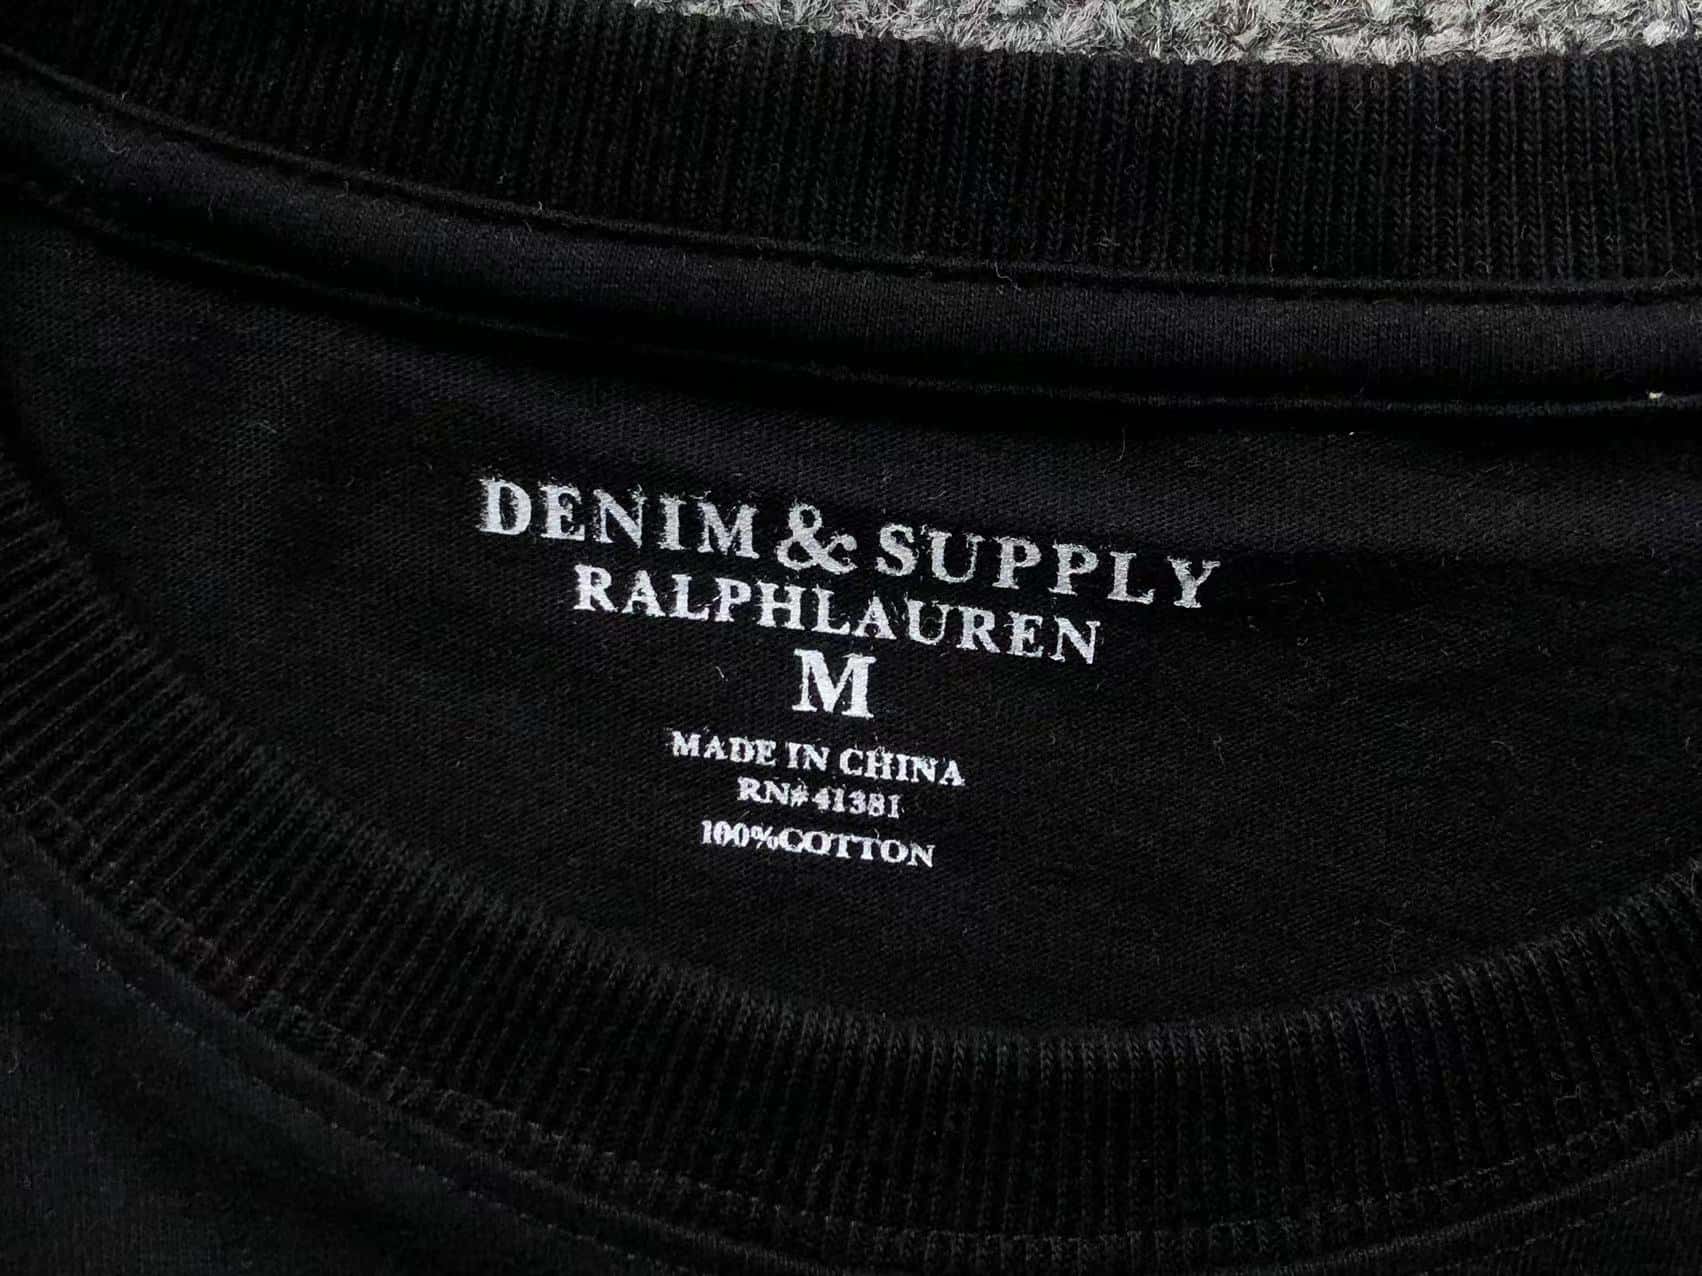 DENIM & SUPPLY
RALPHLAUREN
M
MADE IN CHINA
RN# 41381
100%COTTON